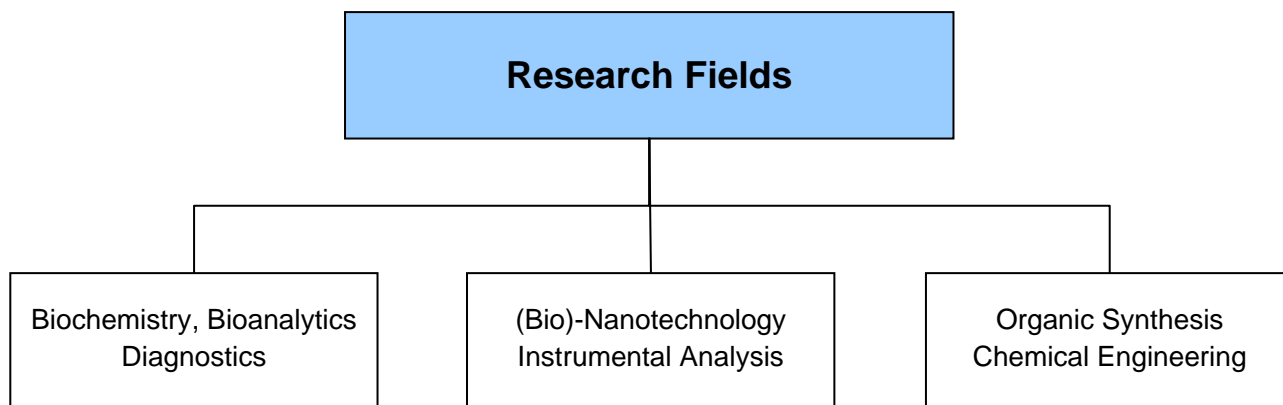 Research Fields
Biochemistry, Bioanalytics
Diagnostics
(Bio)-Nanotechnology
Instrumental Analysis
Organic Synthesis
Chemical Engineering